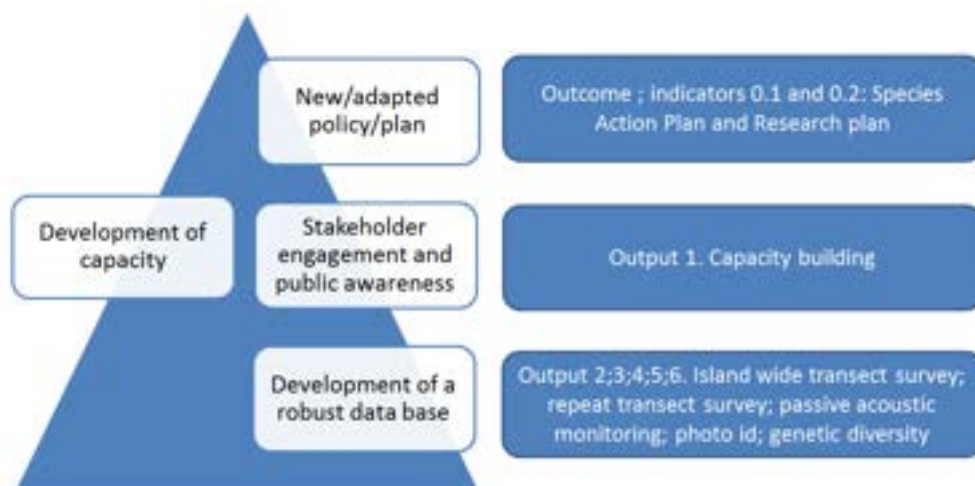 New/adapted
policy/plan
Outcome ; indicators 0.1 and 0.2: Species
Action Plan and Research plan
Development of
capacity
Stakeholder
engagement and
public awareness
Output 1. Capacity building
Development of a
robust data base
Output 2;3;4;5;6. Island wide transect survey;
repeat transect survey; passive acoustic
monitoring; photo id; genetic diversity